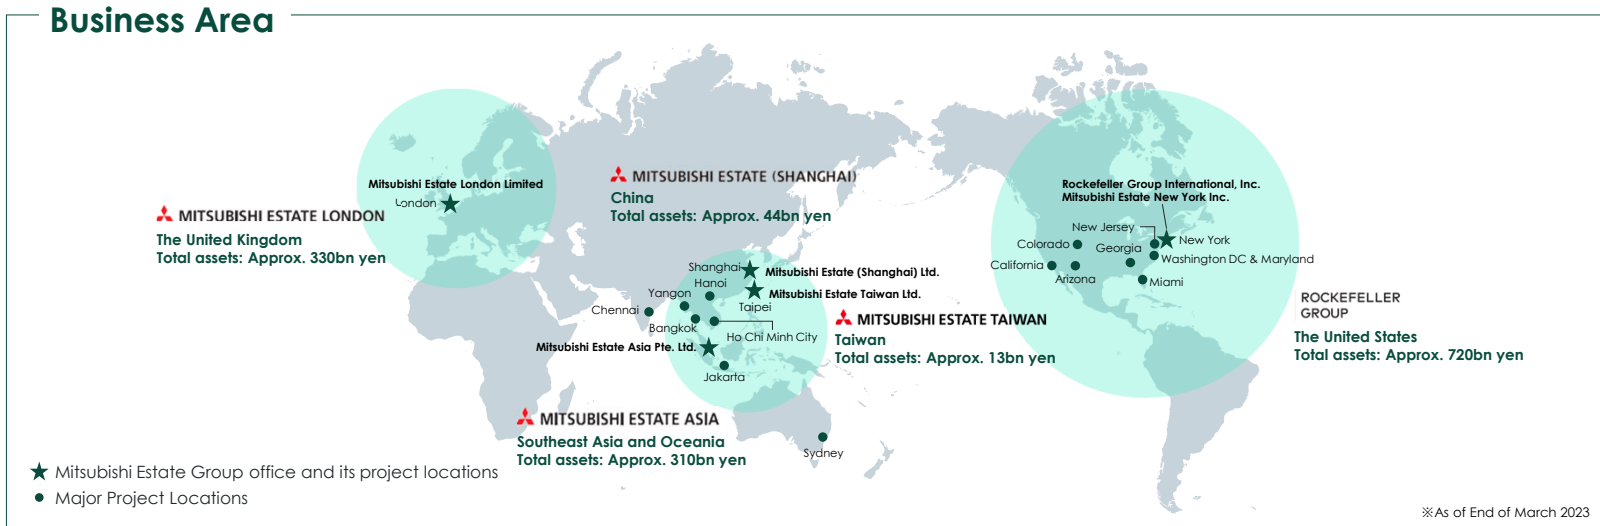 Business Area
Mitsubishi Estate London Limited
London
MITSUBISHI ESTATE LONDON
The United Kingdom
Total assets: Approx. 330bn yen
MITSUBISHI ESTATE (SHANGHAI)
China
Total assets: Approx. 44bn yen
Shanghai
Mitsubishi Estate (Shanghai) Ltd.
Hanoi
Yangon
Mitsubishi Estate Taiwan Ltd.
Taipei
Chennai
Bangkok
Ho Chi Minh City
Mitsubishi Estate Asia Pte. Ltd.
Jakarta
MITSUBISHI ESTATE TAIWAN
Taiwan
Total assets: Approx. 13bn yen
MITSUBISHI ESTATE ASIA
Southeast Asia and Oceania
Total assets: Approx. 310bn yen
Sydney
Rockefeller Group International, Inc.
Mitsubishi Estate New York Inc.
New Jersey
New York
Colorado
Georgia
Washington DC & Maryland
California
Arizona
Miami
ROCKEFELLER
GROUP
The United States
Total assets: Approx. 720bn yen
★ Mitsubishi Estate Group office and its project locations
● Major Project Locations
※As of End of March 2023